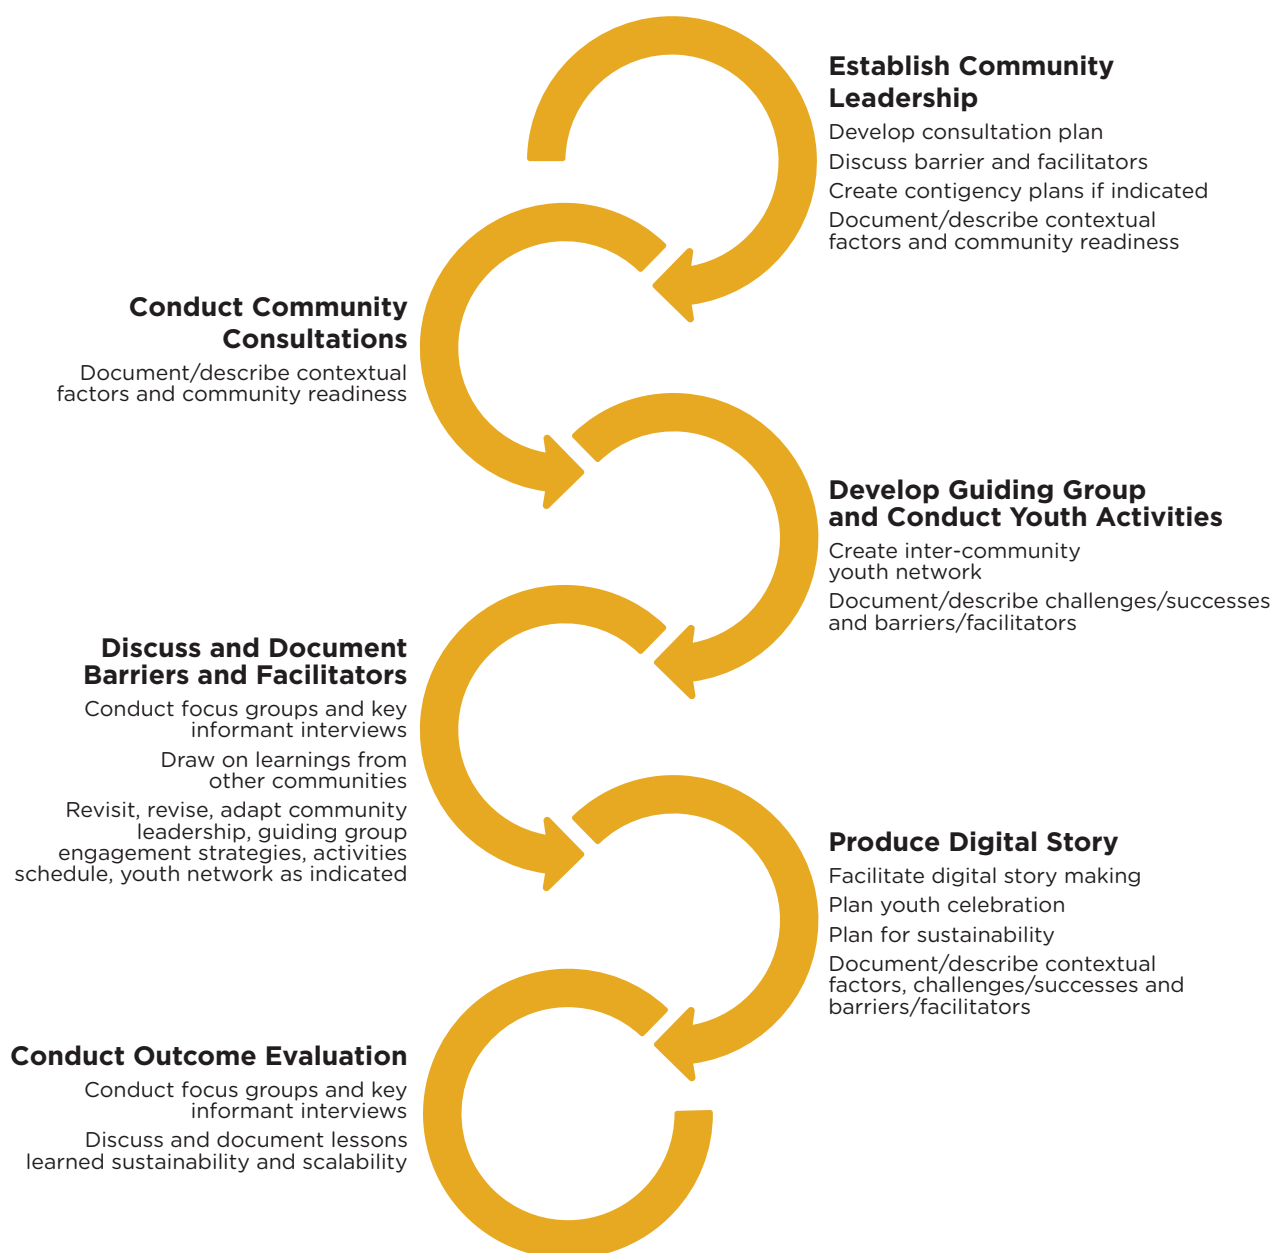 Establish Community
Leadership
Develop consultation plan
Discuss barrier and facilitators
Create contigency plans if indicated
Document/describe contextual
factors and community readiness
Conduct Community
Consultations
Document/describe contextual
factors and community readiness
Develop Guiding Group
and Conduct Youth Activities
Create inter-community
youth network
Document/describe challenges/successes
and barriers/facilitators
Discuss and Document
Barriers and Facilitators
Conduct focus groups and key
informant interviews
Draw on learnings from
other communities
Revisit, revise, adapt community
leadership, guiding group
engagement strategies, activities
schedule, youth network as indicated
Produce Digital Story
Facilitate digital story making
Plan youth celebration
Plan for sustainability
Document/describe contextual
factors, challenges/successes and
barriers/facilitators
Conduct Outcome Evaluation
Conduct focus groups and key
informant interviews
Discuss and document lessons
learned sustainability and scalability